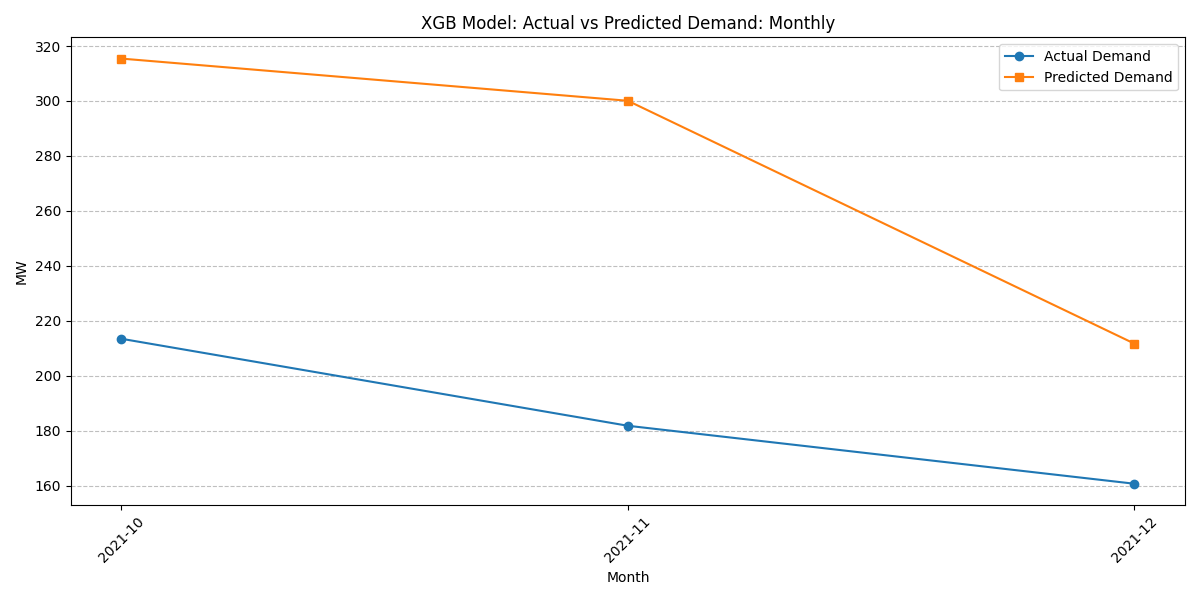 XGB Model: Actual vs Predicted Demand: Monthly
Actual Demand
Predicted Demand
320
300
280
260
240
220
200
180
160
MW
2021-10
2021-11
2021-12
Month